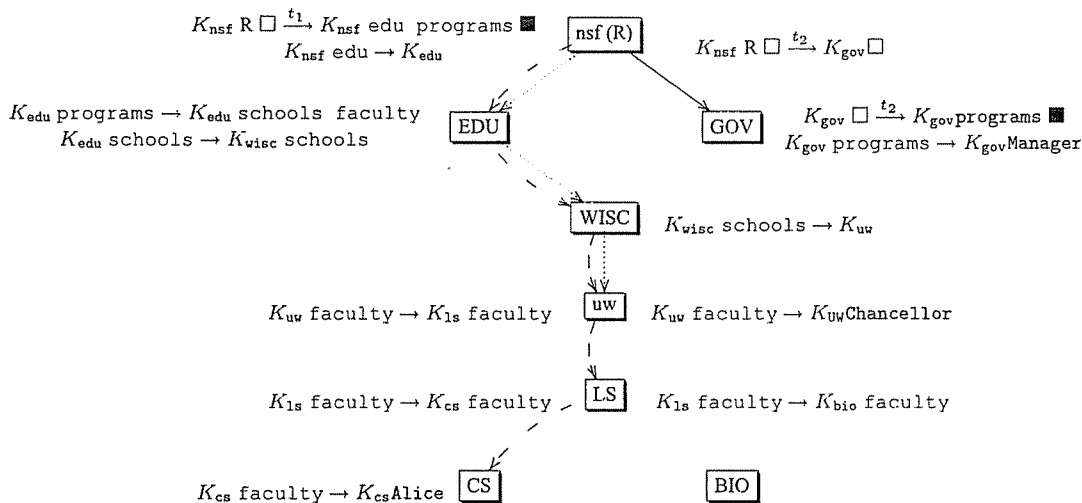 K_nsf R □ –t₁→ K_nsf edu programs ■
K_nsf edu → K_edu
nsf (R)
K_nsf R □ –t₂→ K_gov □
K_edu programs → K_edu schools faculty
K_edu schools → K_wisc schools
EDU
GOV
K_gov □ –t₂→ K_gov programs ■
K_gov programs → K_gov Manager
WISC
K_wisc schools → K_uw
K_uw faculty → K_ls faculty
uw
K_uw faculty → K_UW Chancellor
K_ls faculty → K_cs faculty
LS
K_ls faculty → K_bio faculty
K_cs faculty → K_cs Alice
CS
BIO